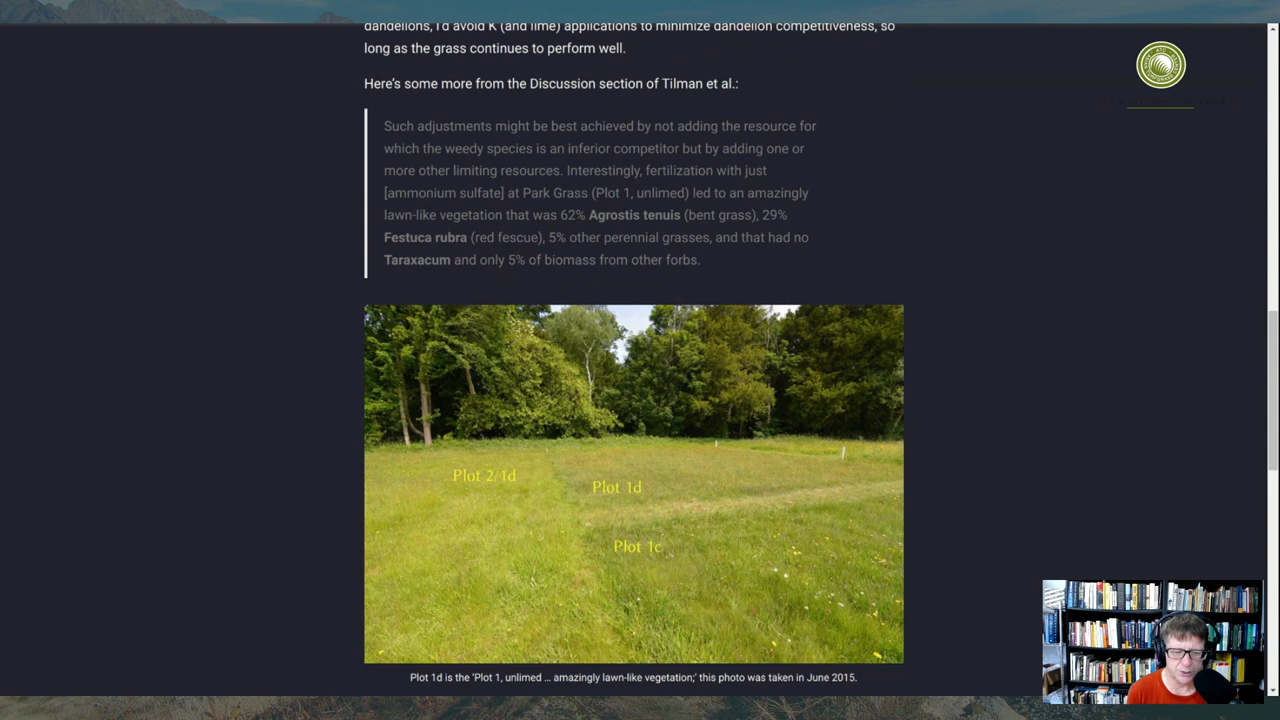 dandelions, I'd avoid K (and lime) applications to minimize dandelion competitiveness, so
long as the grass continues to perform well.
Here's some more from the Discussion section of Tilman et al.:
Such adjustments might be best achieved by not adding the resource for
which the weedy species is an inferior competitor but by adding one or
more other limiting resources. Interestingly, fertilization with just
[ammonium sulfate] at Park Grass (Plot 1, unlimed) led to an amazingly
lawn-like vegetation that was 62% Agrostis tenuis (bent grass), 29%
Festuca rubra (red fescue), 5% other perennial grasses, and that had no
Taraxacum and only 5% of biomass from other forbs.
Plot 2/1d
Plot 1d
Plot 1c
Plot 1d is the 'Plot 1, unlimed … amazingly lawn-like vegetation;' this photo was taken in June 2015.